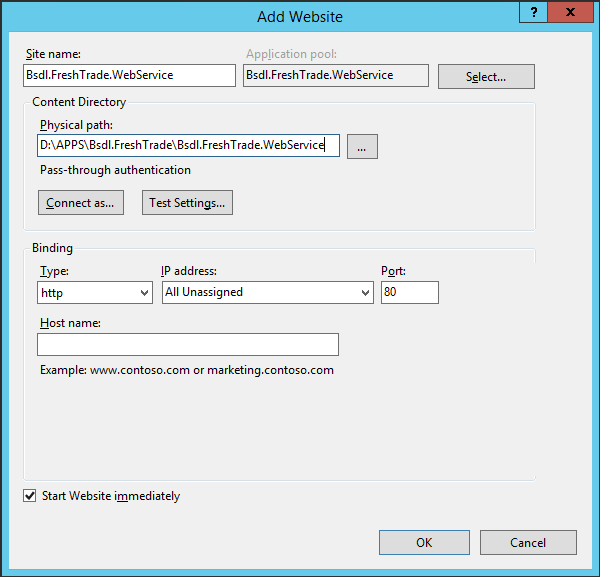 Add Website
?
x
Site name:
Application pool:
Bsdl.FreshTrade.WebService
Bsdl.FreshTrade.WebService
Select...
Content Directory
Physical path:
D:\APPS\Bsdl.FreshTrade\Bsdl.FreshTrade.WebService
...
Pass-through authentication
Connect as...
Test Settings...
Binding
Type:
IP address:
Port:
http
All Unassigned
80
Host name:
Example: www.contoso.com or marketing.contoso.com
Start Website immediately
OK
Cancel